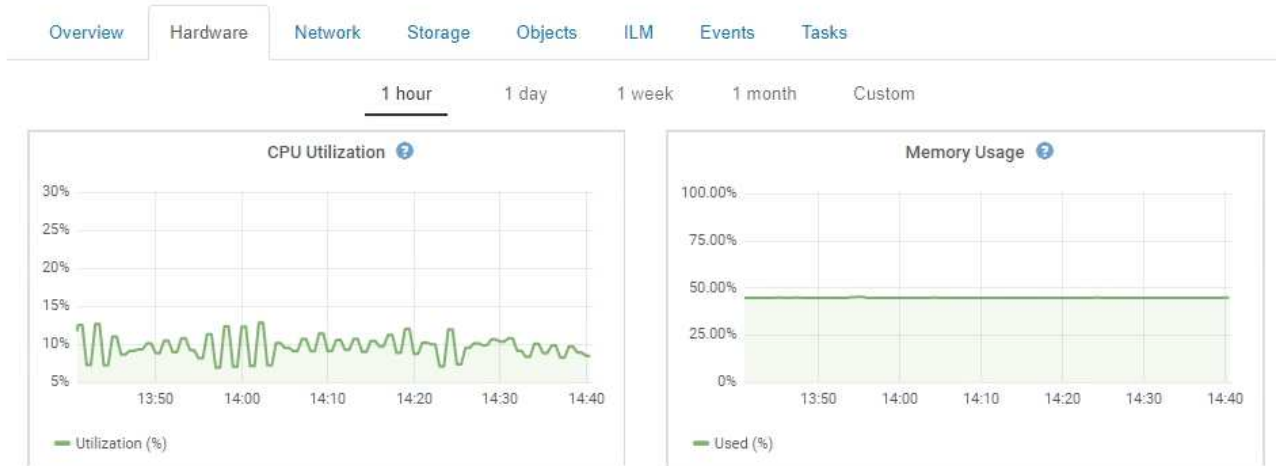 Overview Hardware Network Storage Objects ILM Events Tasks
1 hour 1 day 1 week 1 month Custom
CPU Utilization ?
30%
25%
20%
15%
10%
5%
13:50 14:00 14:10 14:20 14:30 14:40
Utilization (%)
Memory Usage ?
100.00%
75.00%
50.00%
25.00%
0%
13:50 14:00 14:10 14:20 14:30 14:40
Used (%)